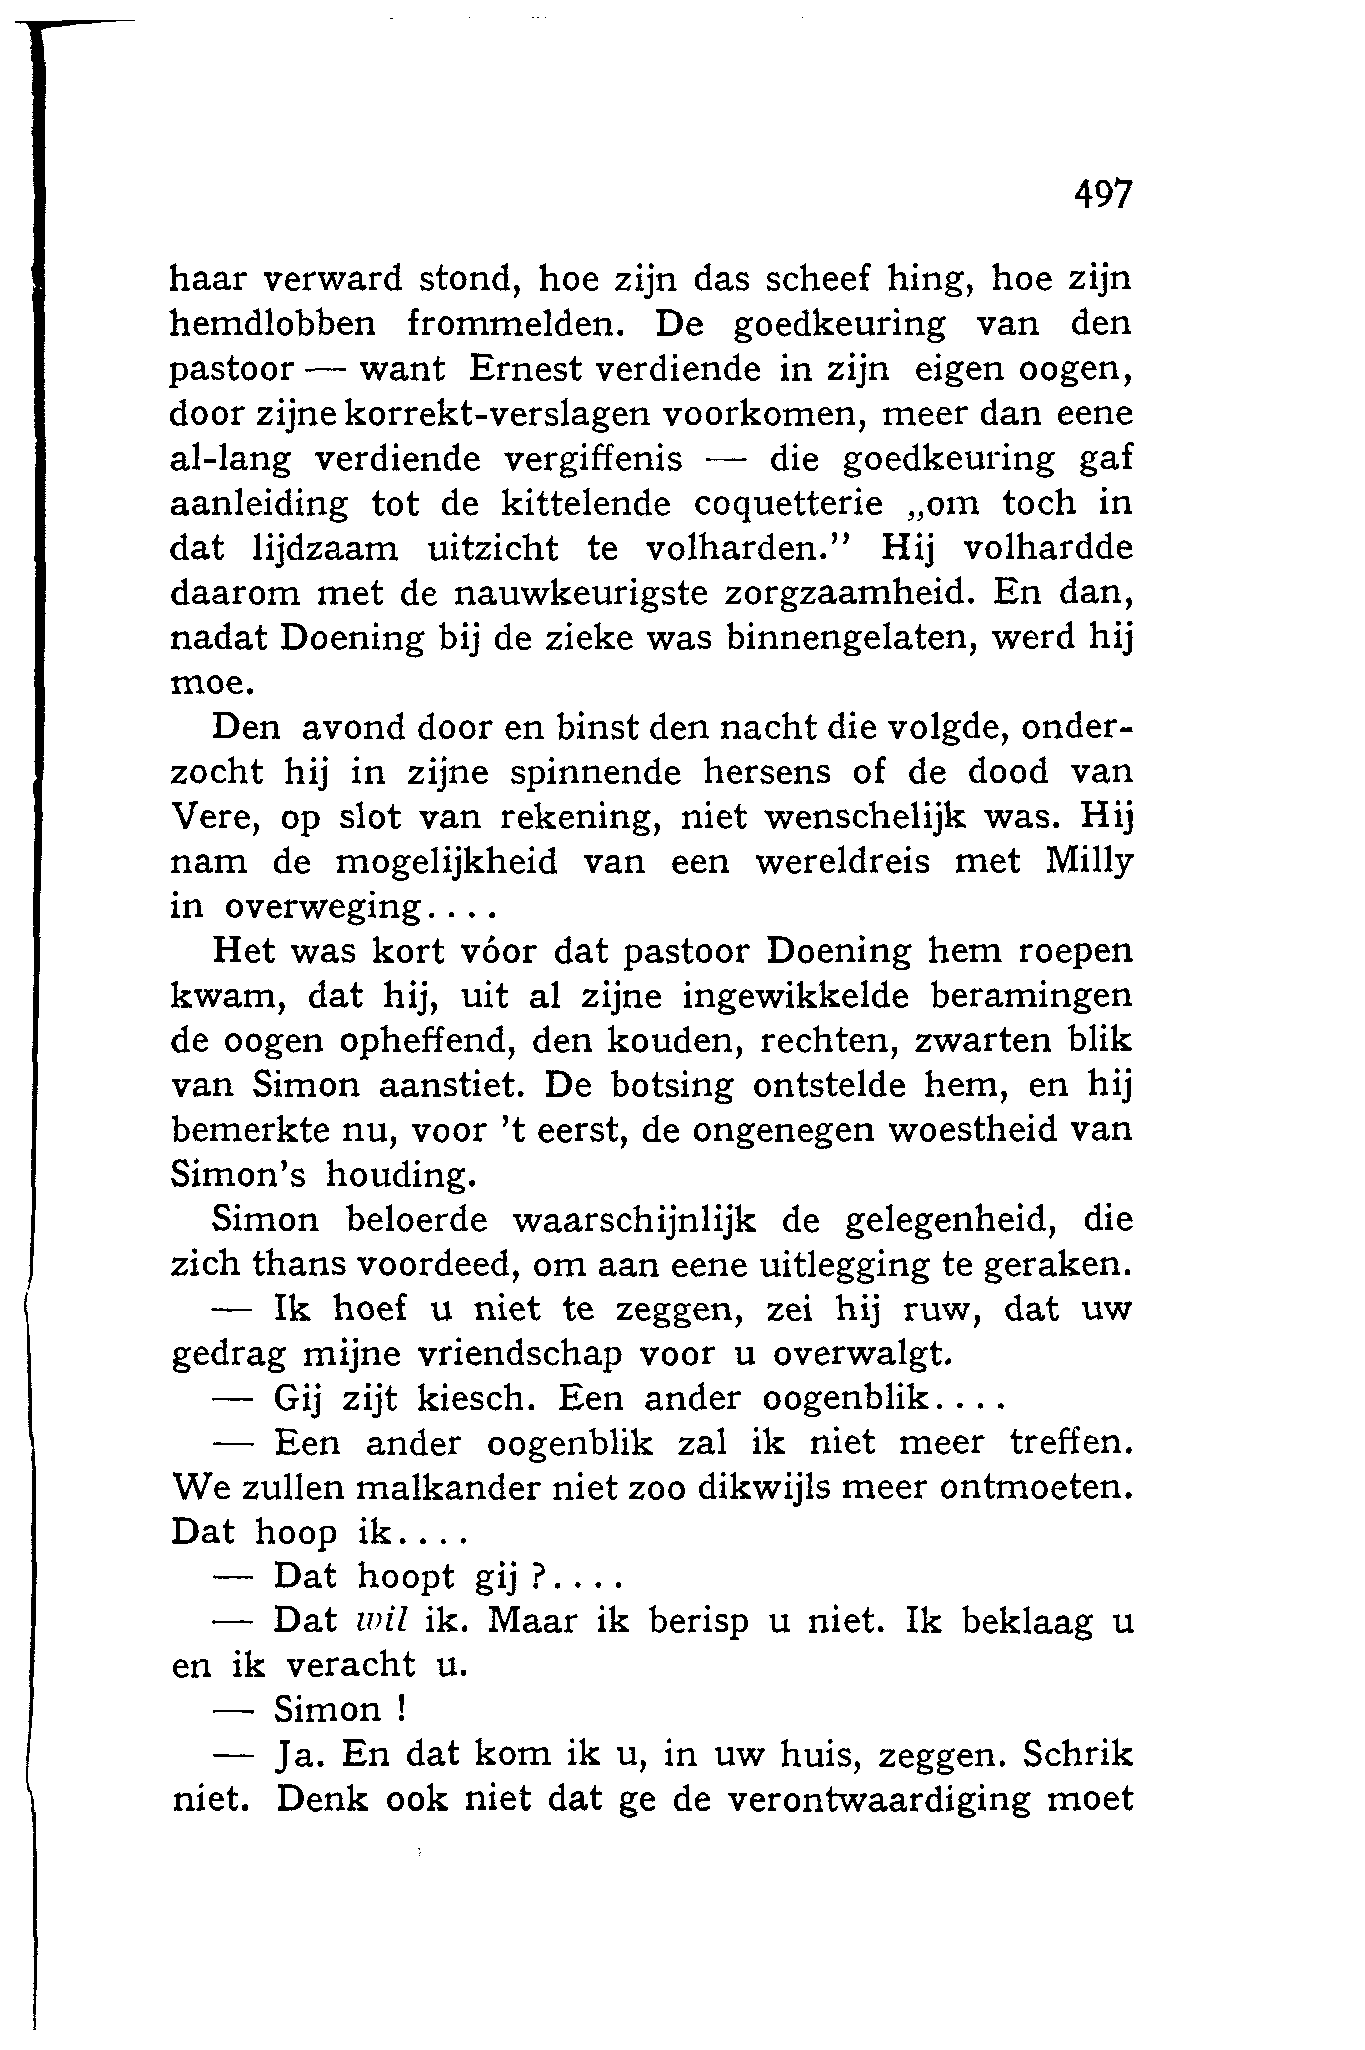 497
haar verward stond, hoe zijn das scheef hing, hoe zijn
hemdlobben frommelden. De goedkeuring van den
pastoor — want Ernest verdiende in zijn eigen oogen,
door zijne korrekt-verslagen voorkomen, meer dan eene
al-lang verdiende vergiffenis — die goedkeuring gaf
aanleiding tot de kittelende coquetterie „om toch in
dat lijdzaam uitzicht te volharden.” Hij volhardde
daarom met de nauwkeurigste zorgzaamheid. En dan,
nadat Doening bij de zieke was binnengelaten, werd hij
moe.
Den avond door en binst den nacht die volgde, onder-
zocht hij in zijne spinnende hersens of de dood van
Vere, op slot van rekening, niet wenschelijk was. Hij
nam de mogelijkheid van een wereldreis met Milly
in overweging....
Het was kort vóor dat pastoor Doening hem roepen
kwam, dat hij, uit al zijne ingewikkelde beramingen
de oogen opheffend, den kouden, rechten, zwarten blik
van Simon aanstiet. De botsing ontstelde hem, en hij
bemerkte nu, voor 't eerst, de ongenegen woestheid van
Simon's houding.
Simon beloerde waarschijnlijk de gelegenheid, die
zich thans voordeed, om aan eene uitlegging te geraken.
— Ik hoef u niet te zeggen, zei hij ruw, dat uw
gedrag mijne vriendschap voor u overwalgt.
— Gij zijt kiesch. Een ander oogenblik....
— Een ander oogenblik zal ik niet meer treffen.
We zullen malkander niet zoo dikwijls meer ontmoeten.
Dat hoop ik....
— Dat hoopt gij ?....
— Dat wil ik. Maar ik berisp u niet. Ik beklaag u
en ik veracht u.
— Simon !
— Ja. En dat kom ik u, in uw huis, zeggen. Schrik
niet. Denk ook niet dat ge de verontwaardiging moet